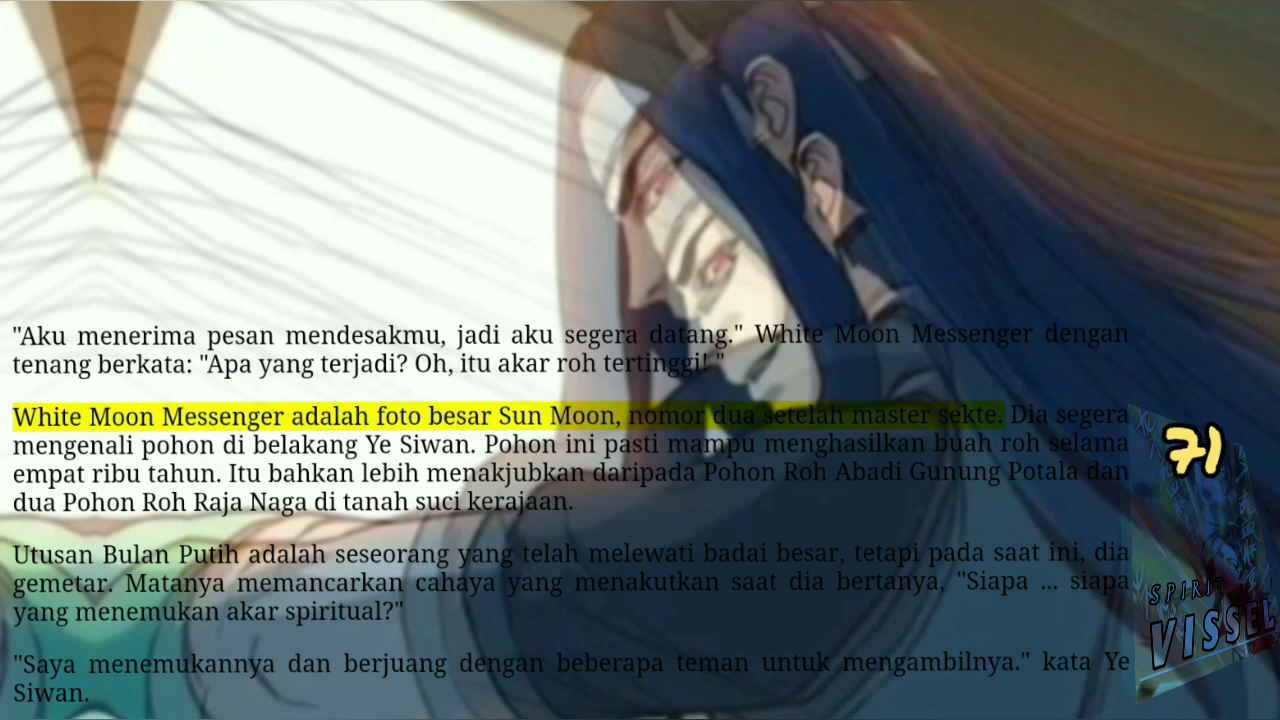 "Aku menerima pesan mendesakmu, jadi aku segera datang." White Moon Messenger dengan
tenang berkata: "Apa yang terjadi? Oh, itu akar roh tertinggi! "
White Moon Messenger adalah foto besar Sun Moon, nomor dua setelah master sekte. Dia segera
mengenali pohon di belakang Ye Siwan. Pohon ini pasti mampu menghasilkan buah roh selama
empat ribu tahun. Itu bahkan lebih menakjubkan daripada Pohon Roh Abadi Gunung Potala dan
dua Pohon Roh Raja Naga di tanah suci kerajaan.
Utusan Bulan Putih adalah seseorang yang telah melewati badai besar, tetapi pada saat ini, dia
gemetar. Matanya memancarkan cahaya yang menakutkan saat dia bertanya, "Siapa ... siapa
yang menemukan akar spiritual?"
"Saya menemukannya dan berjuang dengan beberapa teman untuk mengambilnya." kata Ye
Siwan.
71
SPIRIT
VISSEL